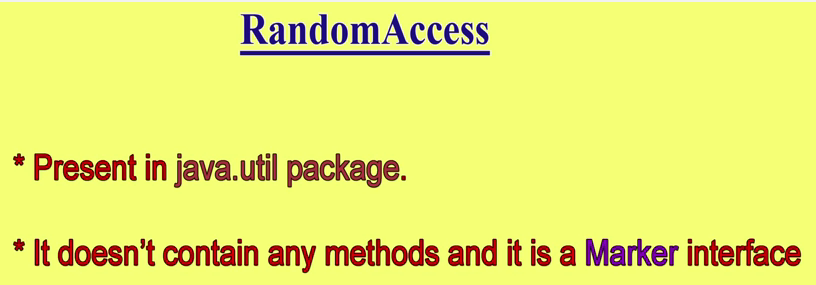 RandomAccess
* Present in java.util package.
* It doesn’t contain any methods and it is a Marker interface